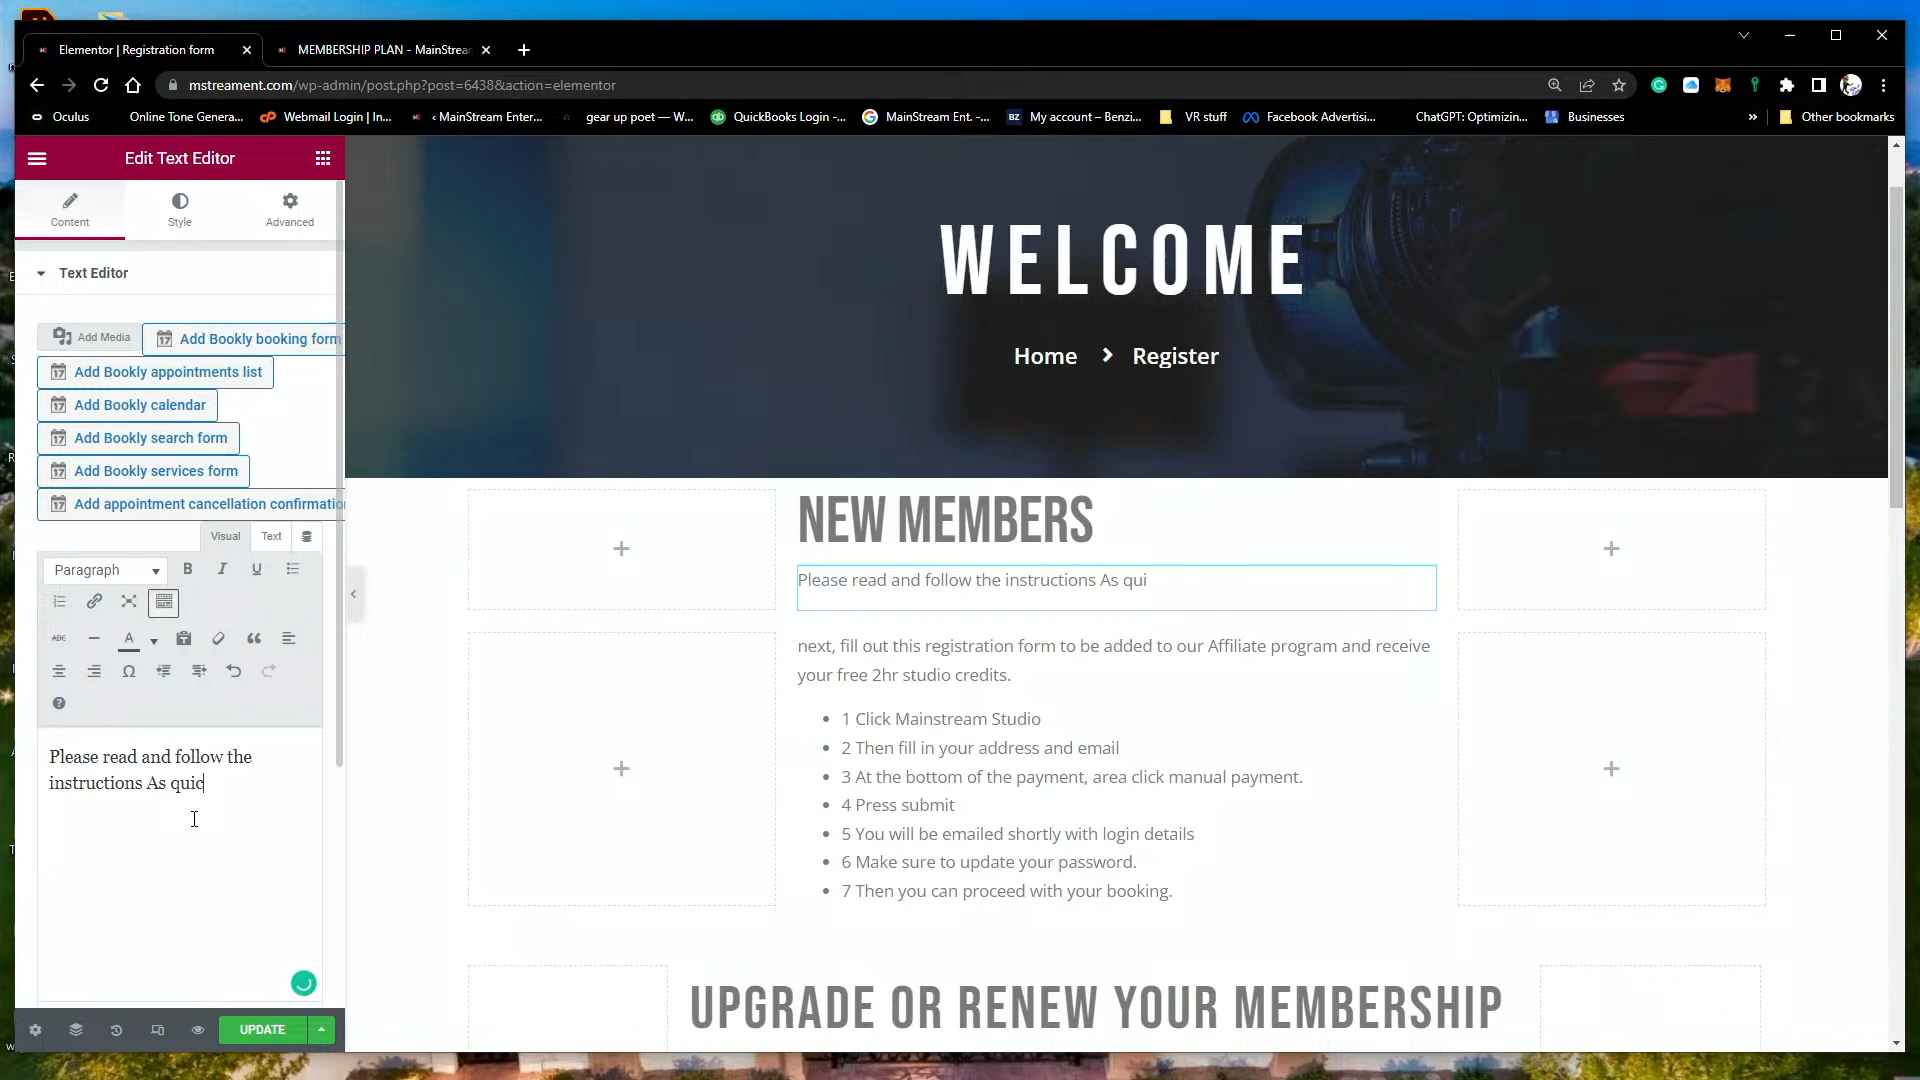 Elementor | Registration form
MEMBERSHIP PLAN - MainStrear
mstreament.com/wp-admin/post.php?post=6438&action=elementor
Oculus
Online Tone Genera...
Webmail Login | In...
‹ MainStream Enter...
gear up poet — W...
QuickBooks Login -...
MainStream Ent. -...
BZ My account – Benzi...
VR stuff
Facebook Advertisi...
ChatGPT: Optimizin...
Businesses
»
Other bookmarks
Edit Text Editor
Content
Style
Advanced
Text Editor
Add Media
17 Add Bookly booking form
17 Add Bookly appointments list
17 Add Bookly calendar
17 Add Bookly search form
17 Add Bookly services form
17 Add appointment cancellation confirmatio
Visual
Text
Paragraph
B I U
ABC
A
Ω
Please read and follow the
instructions As quic
UPDATE
WELCOME
Home
Register
NEW MEMBERS
Please read and follow the instructions As qui
next, fill out this registration form to be added to our Affiliate program and receive
your free 2hr studio credits.
1 Click Mainstream Studio
2 Then fill in your address and email
3 At the bottom of the payment, area click manual payment.
4 Press submit
5 You will be emailed shortly with login details
6 Make sure to update your password.
7 Then you can proceed with your booking.
UPGRADE OR RENEW YOUR MEMBERSHIP